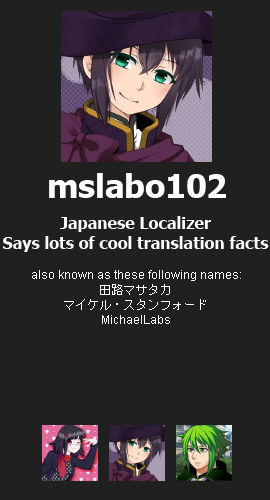 mslabo102
Japanese Localizer
Says lots of cool translation facts
also known as these following names:
田路マサタカ
マイケル・スタンフォード
MichaelLabs